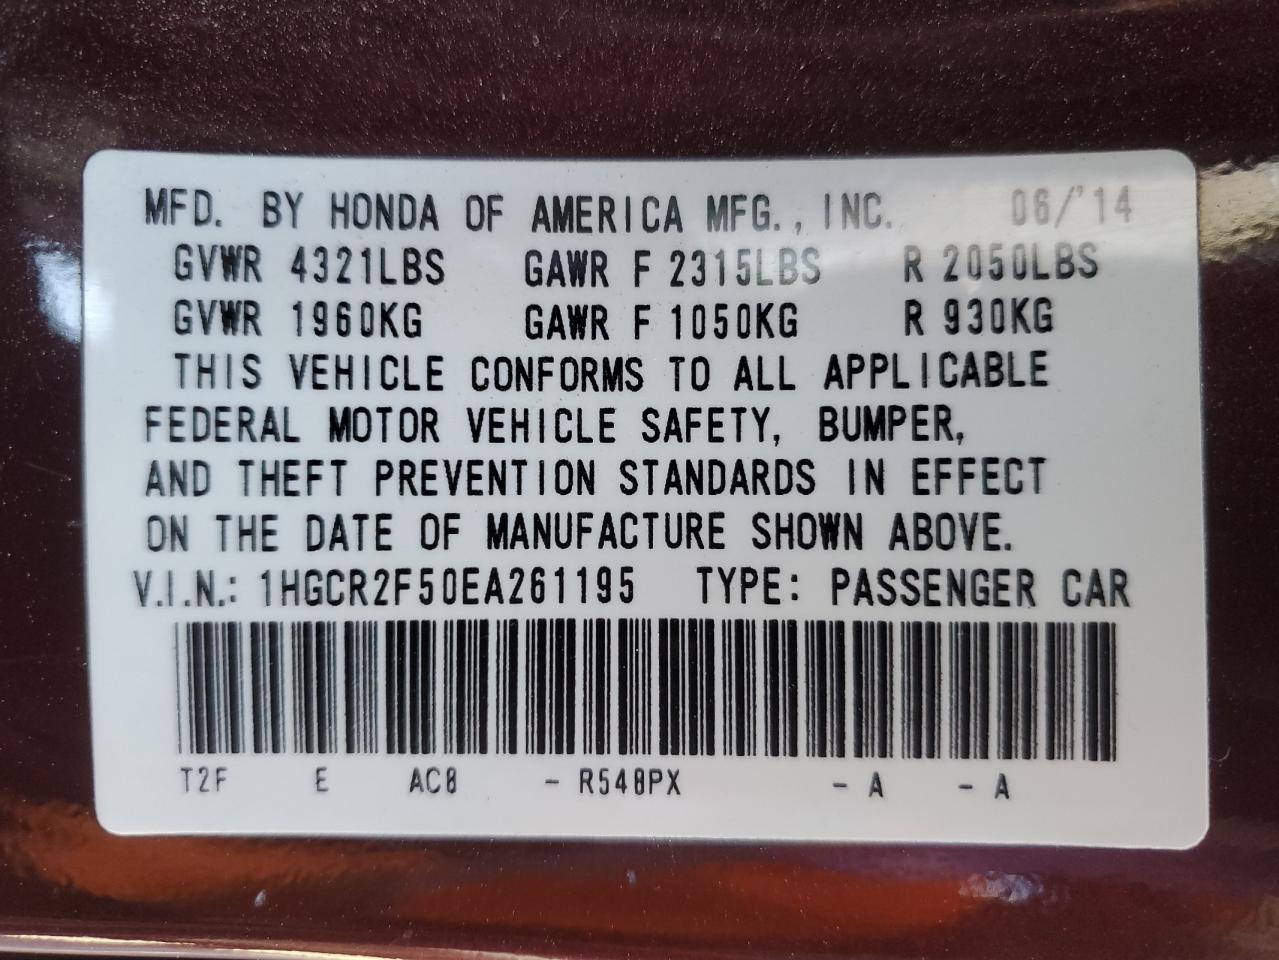 MFD. BY HONDA OF AMERICA MFG., INC. 06/'14
GVWR 4321LBS GAWR F 2315LBS R 2050LBS
GVWR 1960KG GAWR F 1050KG R 930KG
THIS VEHICLE CONFORMS TO ALL APPLICABLE
FEDERAL MOTOR VEHICLE SAFETY, BUMPER,
AND THEFT PREVENTION STANDARDS IN EFFECT
ON THE DATE OF MANUFACTURE SHOWN ABOVE.
V.I.N.: 1HGCR2F50EA261195 TYPE: PASSENGER CAR
T2F E AC8 - R548PX - A - A